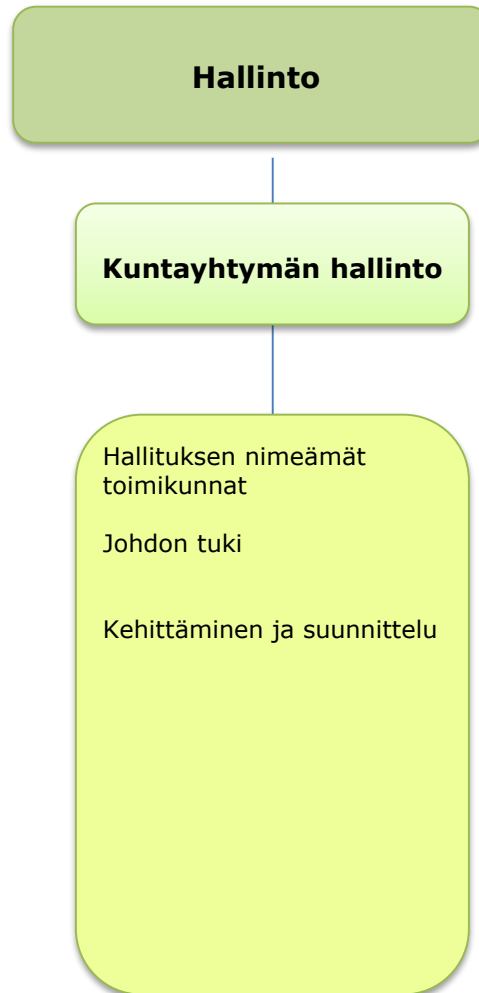 Hallinto
Kuntayhtymän hallinto
Hallituksen nimeämät
toimikunnat
Johdon tuki
Kehittäminen ja suunnittelu